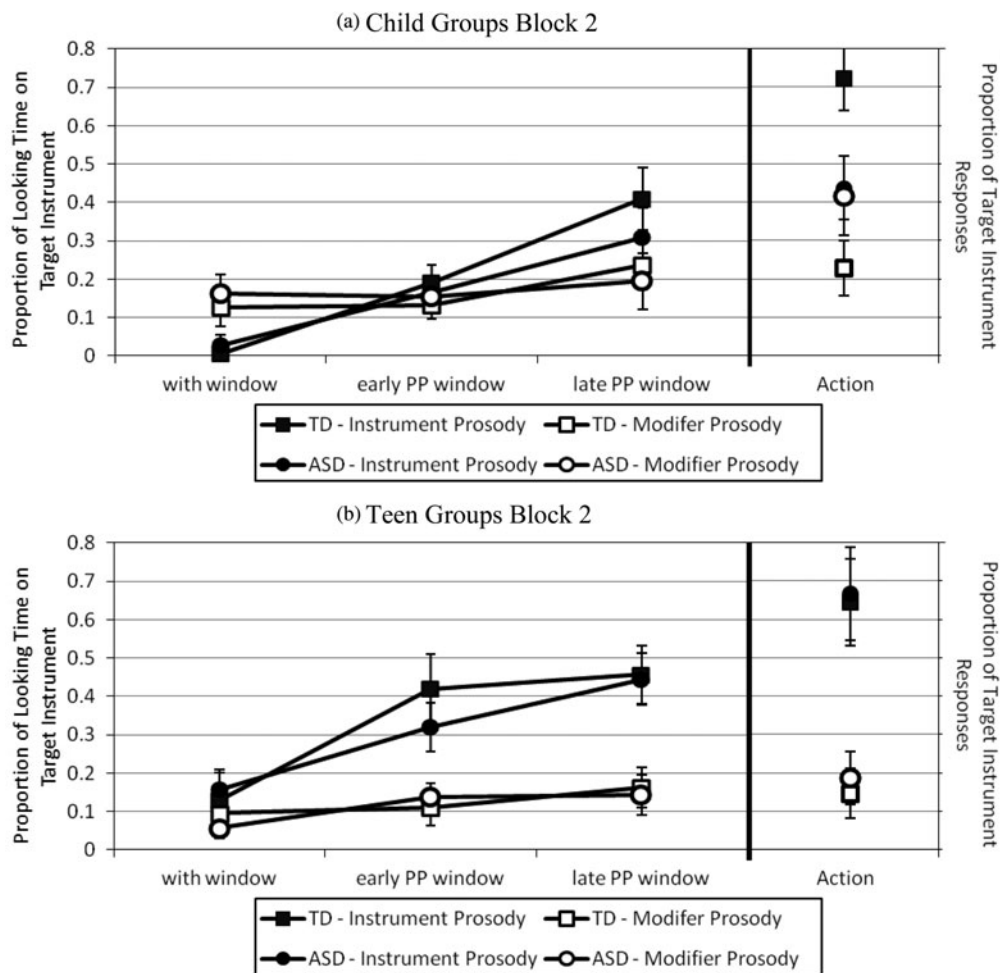 (a) Child Groups Block 2
Proportion of Looking Time on
Target Instrument
0.8
0.7
0.6
0.5
0.4
0.3
0.2
0.1
0
with window early PP window late PP window Action
Proportion of Target Instrument
Responses
TD - Instrument Prosody TD - Modifer Prosody
ASD - Instrument Prosody ASD - Modifier Prosody
(b) Teen Groups Block 2
Proportion of Looking Time on
Target Instrument
0.8
0.7
0.6
0.5
0.4
0.3
0.2
0.1
0
with window early PP window late PP window Action
Proportion of Target Instrument
Responses
TD - Instrument Prosody TD - Modifer Prosody
ASD - Instrument Prosody ASD - Modifier Prosody